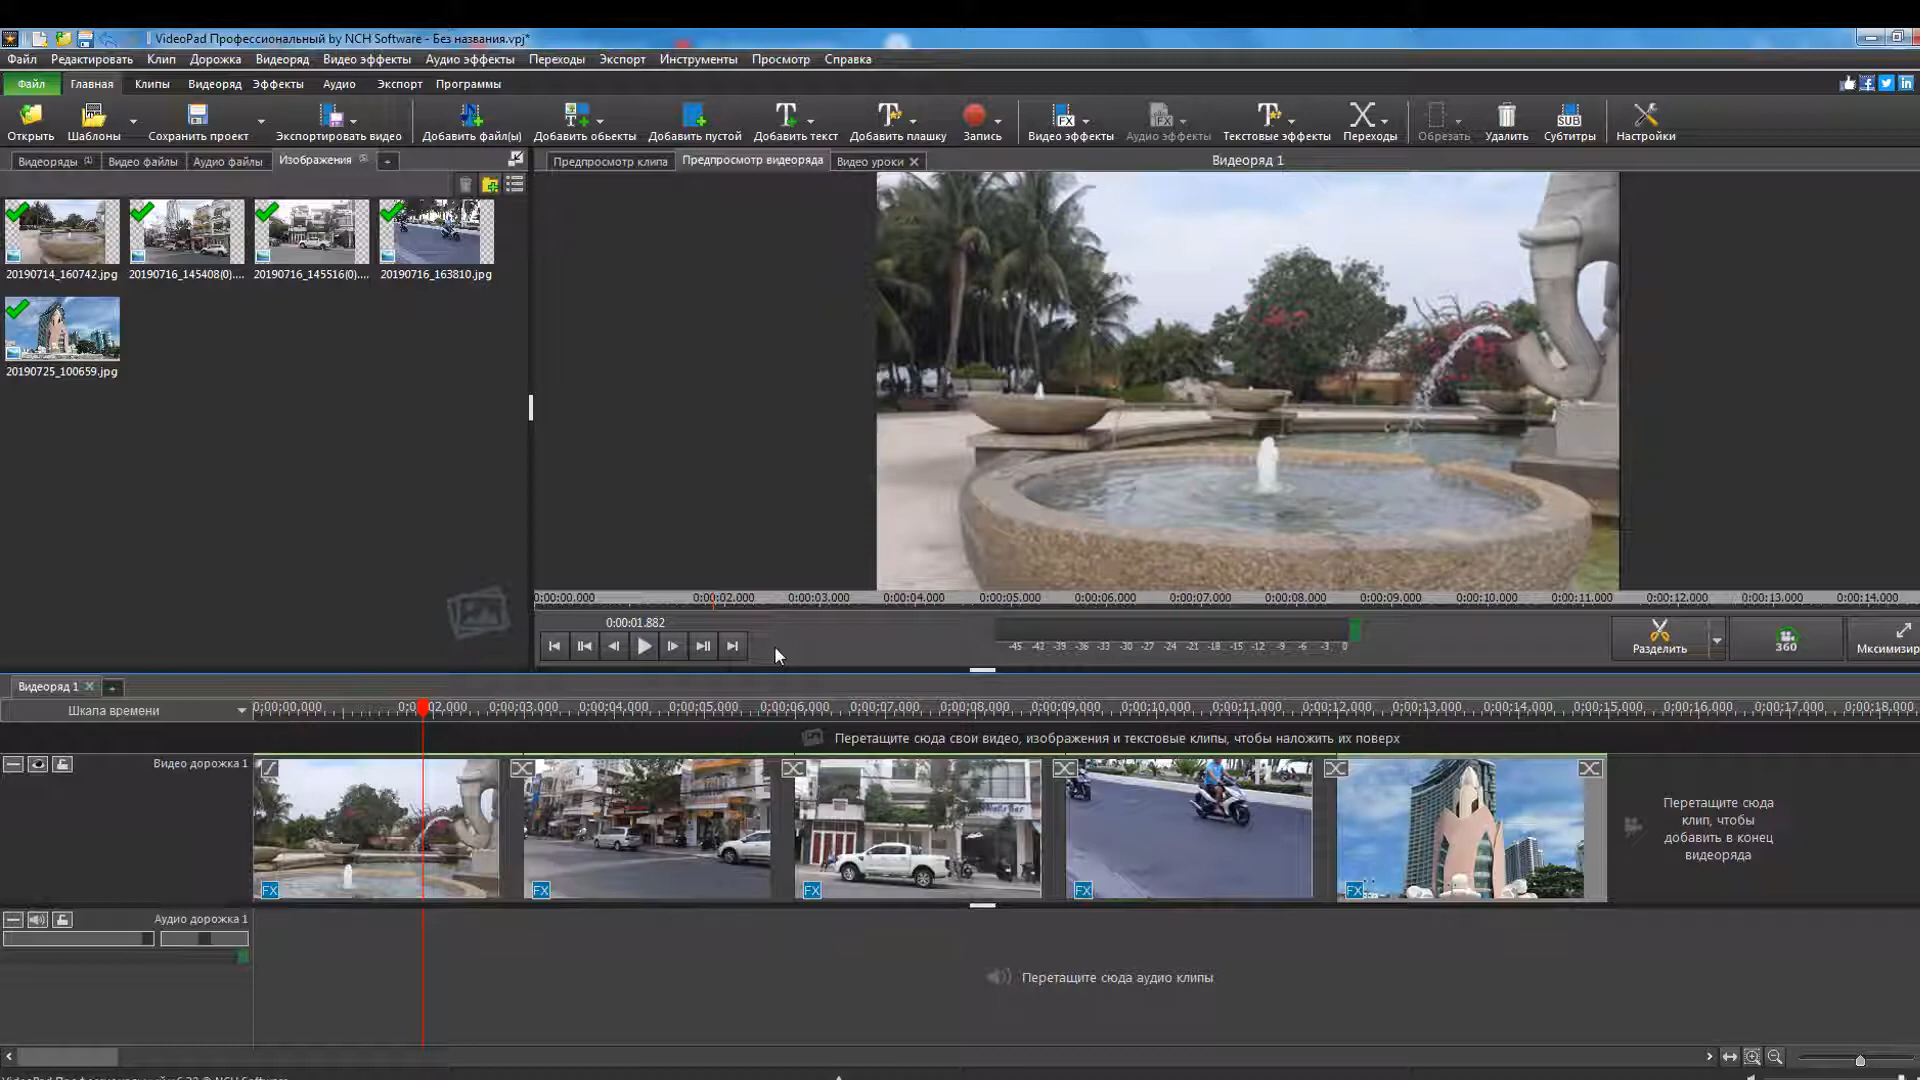 VideoPad Профессиональный by NCH Software - Без названия.vpj*
Файл Редактировать Клип Дорожка Видеоряд Видео эффекты Аудио эффекты Переходы Экспорт Инструменты Просмотр Справка
Файл Главная Клипы Видеоряд Эффекты Аудио Экспорт Программы
Открыть Шаблоны Сохранить проект Экспортировать видео Добавить файл(ы) Добавить объекты Добавить пустой Добавить текст Добавить плашку Запись Видео эффекты Аудио эффекты Текстовые эффекты Переходы Обрезать Удалить Субтитры Настройки
Видеоряды (1) Видео файлы Аудио файлы Изображения (5)
Предпросмотр клипа Предпросмотр видеоряда Видео уроки Видеоряд 1
20190714_160742.jpg 20190716_145408(0).... 20190716_145516(0).... 20190716_163810.jpg
20190725_100659.jpg
0:00:00.000 0:00:02.000 0:00:03.000 0:00:04.000 0:00:05.000 0:00:06.000 0:00:07.000 0:00:08.000 0:00:09.000 0:00:10.000 0:00:11.000 0:00:12.000 0:00:13.000 0:00:14.000
0:00:01.882
-45 -42 -39 -36 -33 -30 -27 -24 -21 -18 -15 -12 -9 -6 -3 0
Разделить 360 Мксимизир
Видеоряд 1
Шкала времени
0:00:00,000 0:00:02,000 0:00:03,000 0:00:04,000 0:00:05,000 0:00:06,000 0:00:07,000 0:00:08,000 0:00:09,000 0:00:10,000 0:00:11,000 0:00:12,000 0:00:13,000 0:00:14,000 0:00:15,000 0:00:16,000 0:00:17,000 0:00:18,000
Перетащите сюда свои видео, изображения и текстовые клипы, чтобы наложить их поверх
Видео дорожка 1
FX FX FX FX FX
Перетащите сюда
клип, чтобы
добавить в конец
видеоряда
Аудио дорожка 1
Перетащите сюда аудио клипы